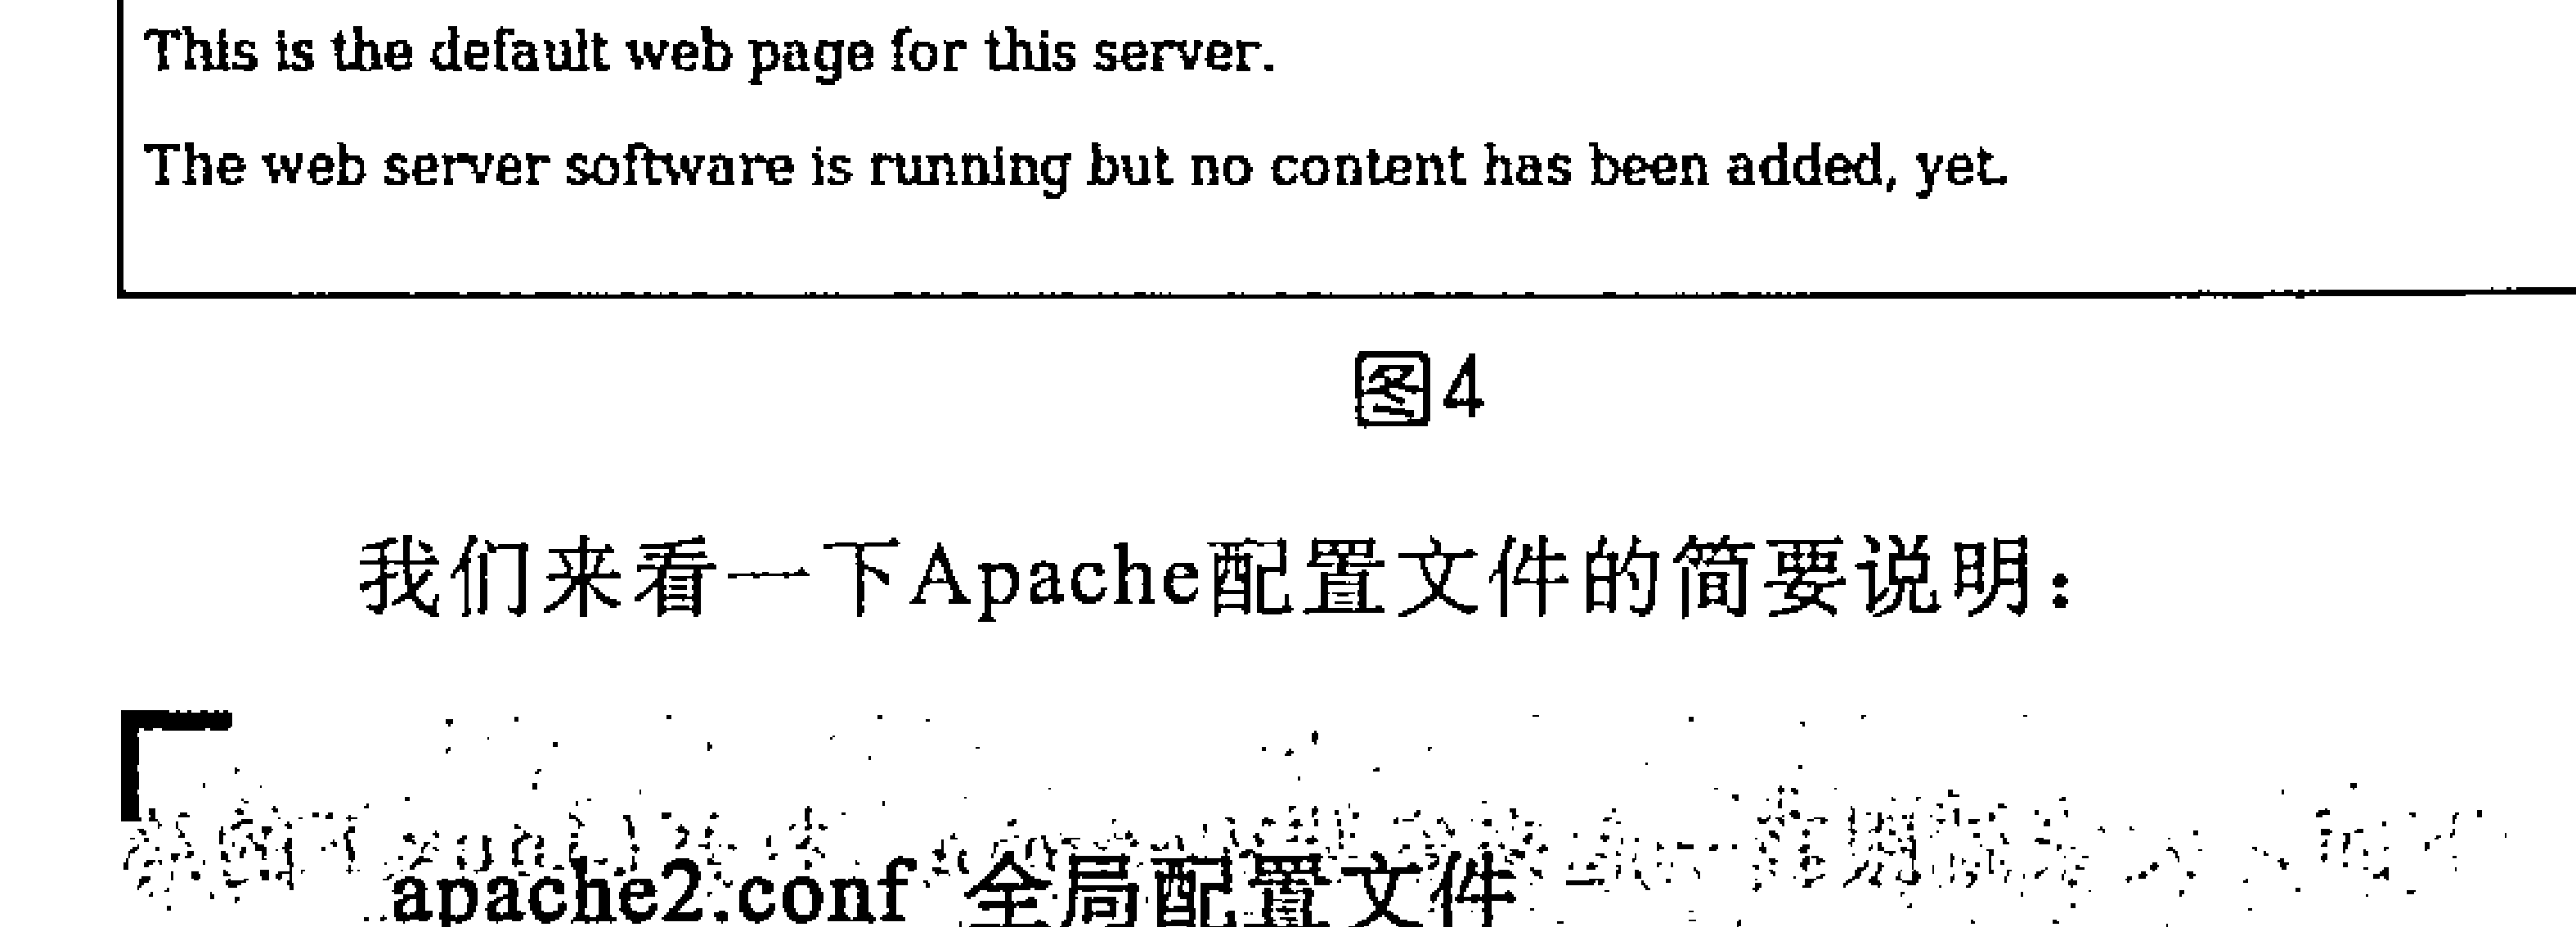 This is the default web page for this server.
The web server software is running but no content has been added, yet.
图4
我们来看一下Apache配置文件的简要说明：
apache2.conf 全局配置文件